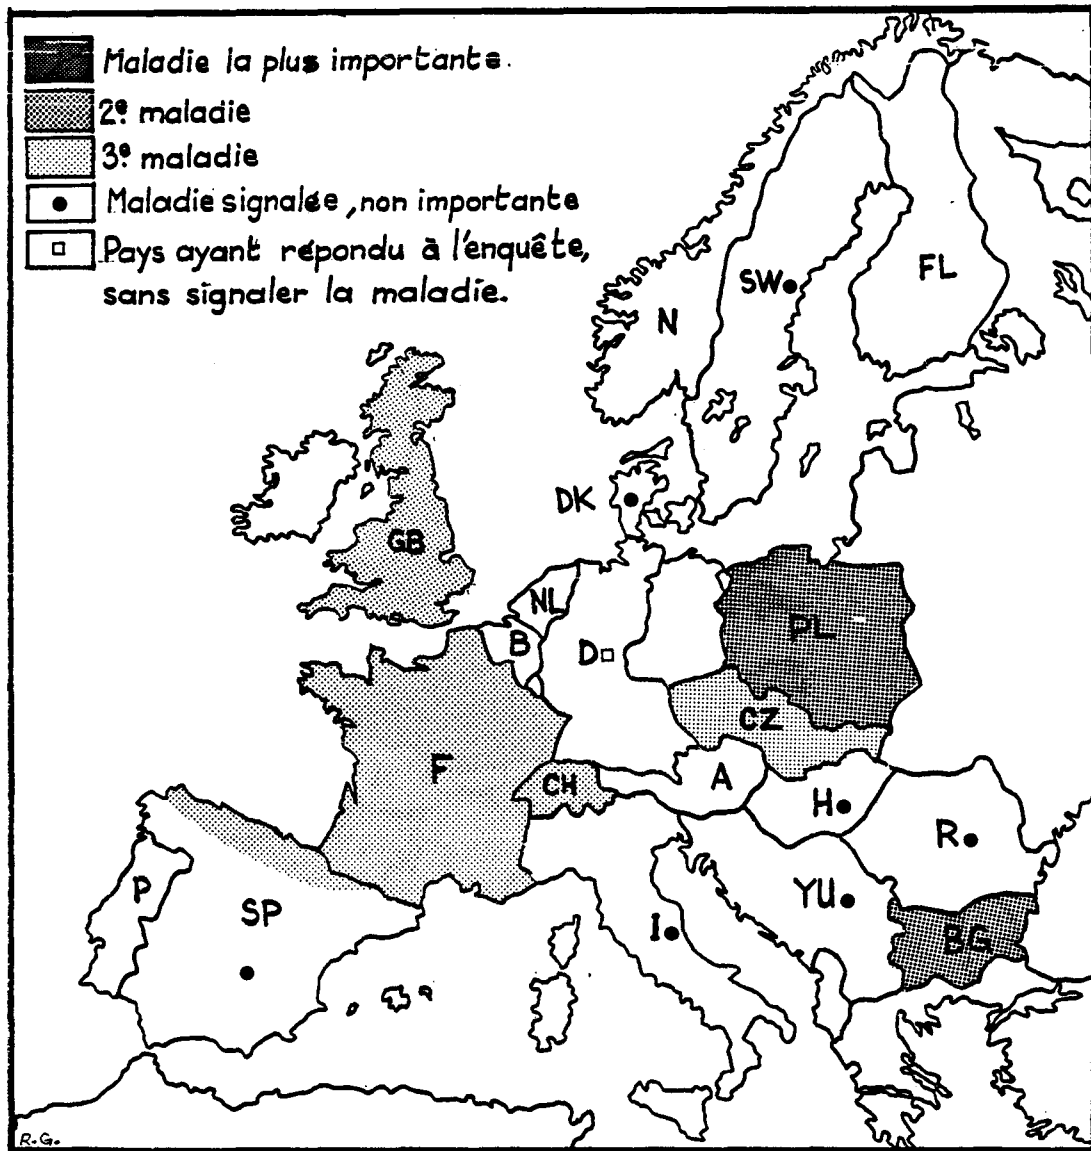 Maladie la plus importante.
2e maladie
3e maladie
Maladie signalée, non importante
Pays ayant répondu à l'enquête,
sans signaler la maladie.
SW
FL
N
DK
GB
NL
B
D
PL
CZ
F
CH
A
H
R
P
SP
YU
I
BG
R.G.